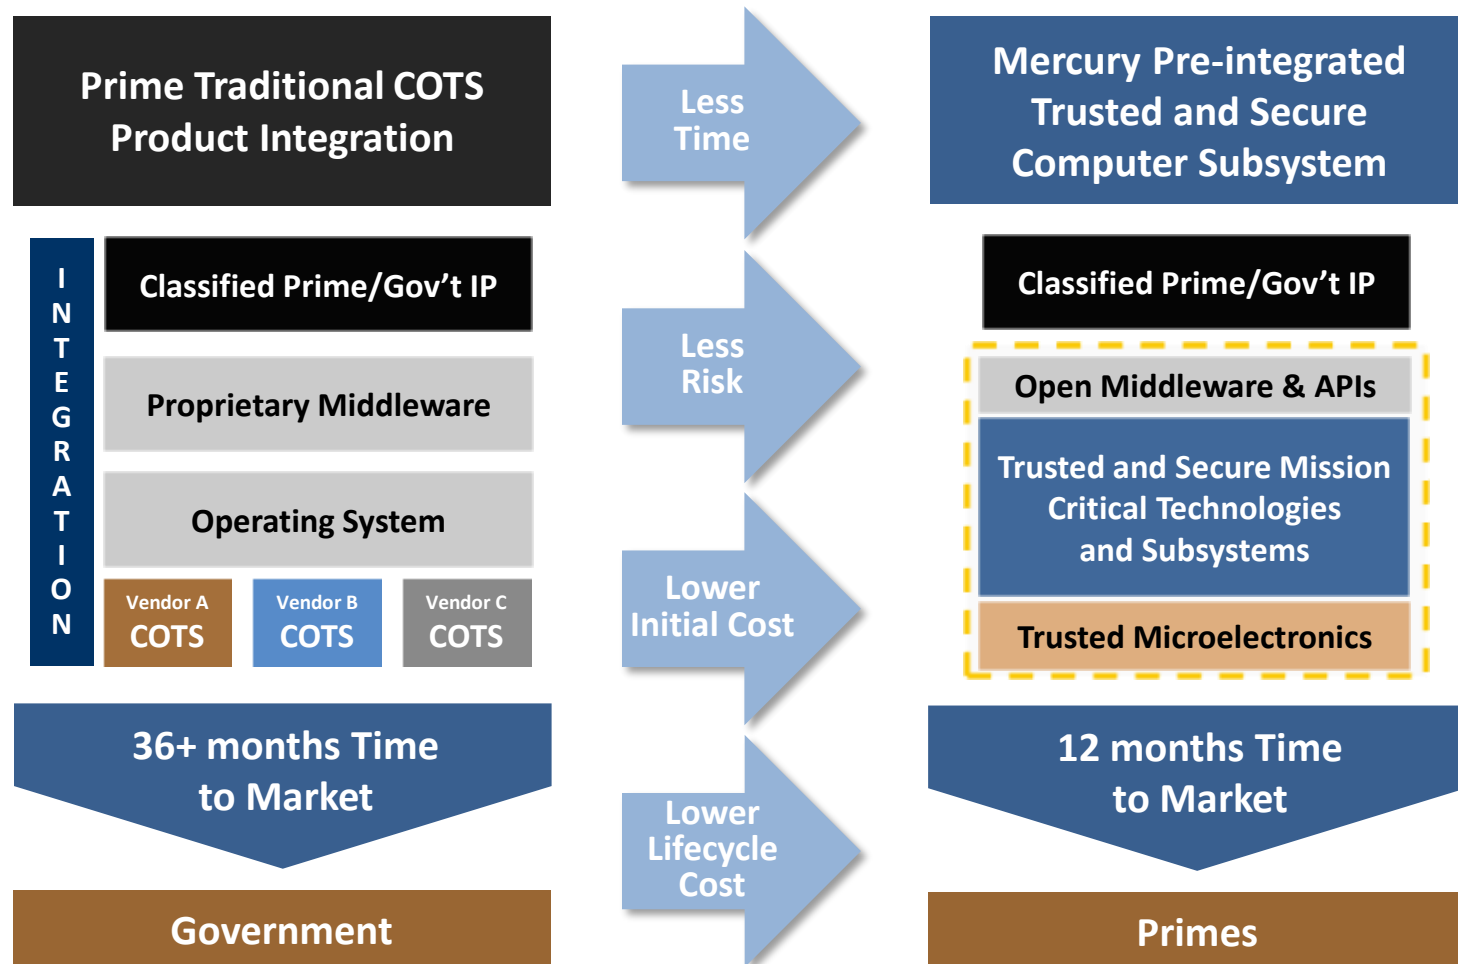 Prime Traditional COTS
Product Integration
INTEGRATION
Classified Prime/Gov’t IP
Proprietary Middleware
Operating System
Vendor A
COTS
Vendor B
COTS
Vendor C
COTS
36+ months Time
to Market
Government
Less
Time
Less
Risk
Lower
Initial Cost
Lower
Lifecycle
Cost
Mercury Pre-integrated
Trusted and Secure
Computer Subsystem
Classified Prime/Gov’t IP
Open Middleware & APIs
Trusted and Secure Mission
Critical Technologies
and Subsystems
Trusted Microelectronics
12 months Time
to Market
Primes